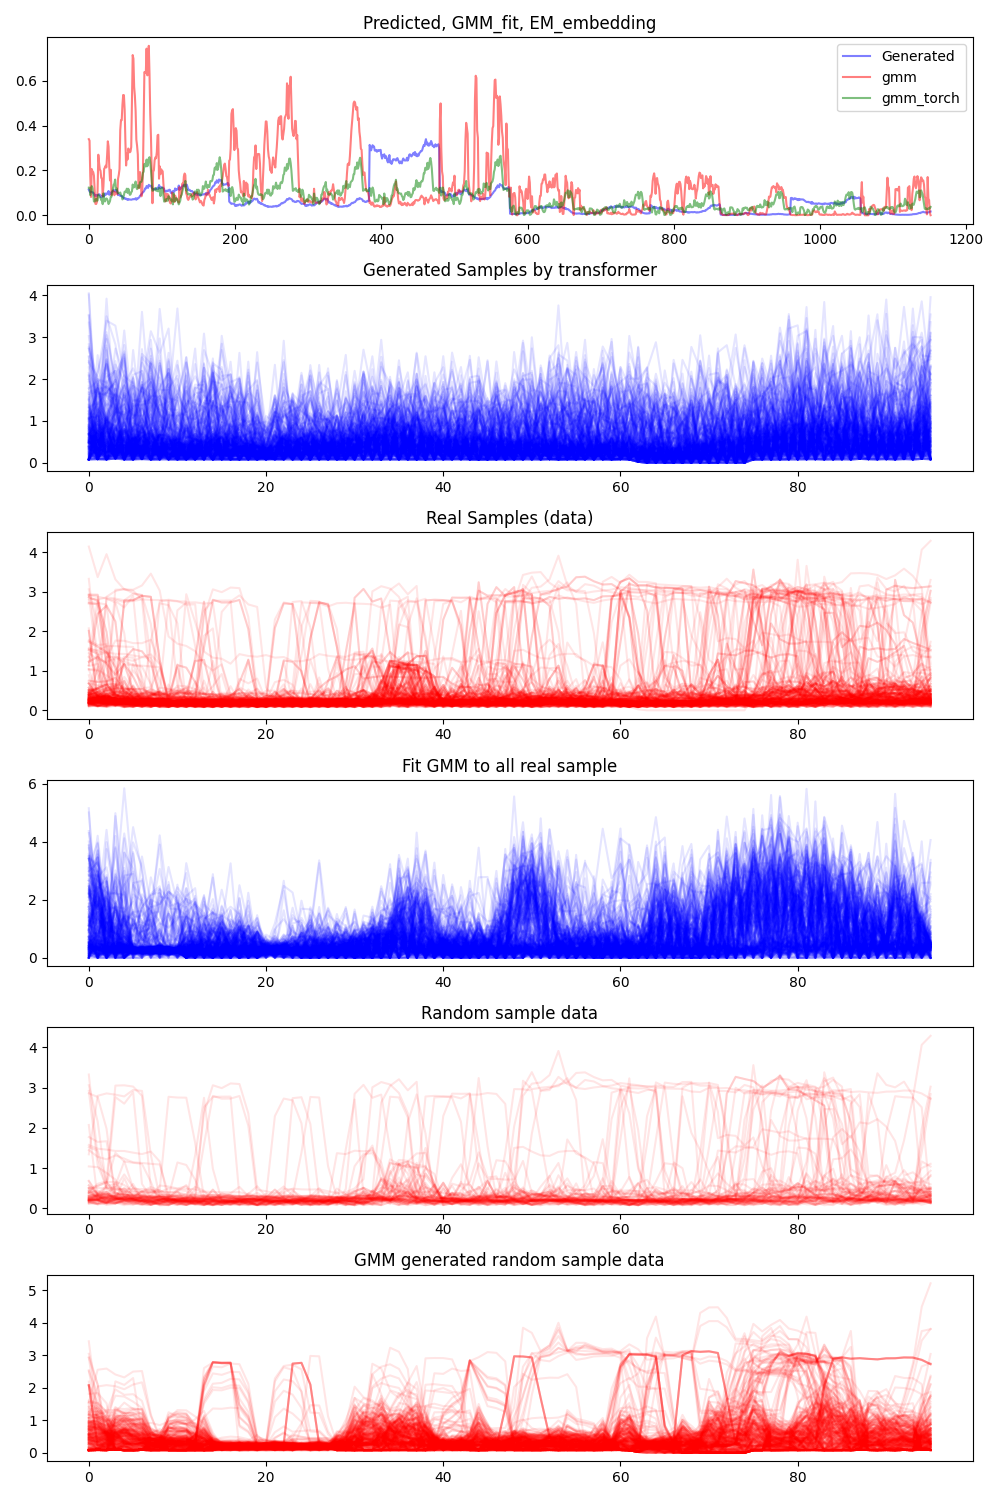 Predicted, GMM_fit, EM_embedding
Generated
gmm
gmm_torch
0.6
0.4
0.2
0.0
0 200 400 600 800 1000 1200
Generated Samples by transformer
4
3
2
1
0
0 20 40 60 80
Real Samples (data)
4
3
2
1
0
0 20 40 60 80
Fit GMM to all real sample
6
4
2
0
0 20 40 60 80
Random sample data
4
3
2
1
0
0 20 40 60 80
GMM generated random sample data
5
4
3
2
1
0
0 20 40 60 80